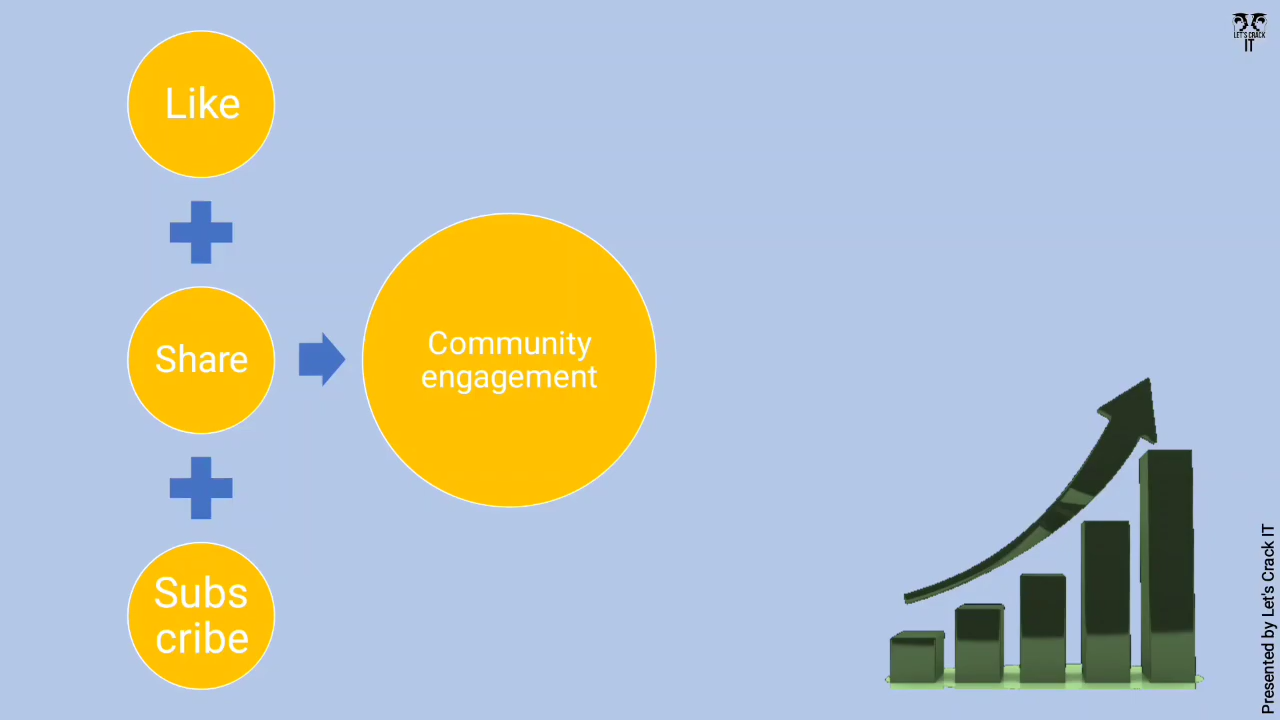 Like
Share
Subs
cribe
Community
engagement
LET'S CRACK
IT
Presented by Let's Crack IT